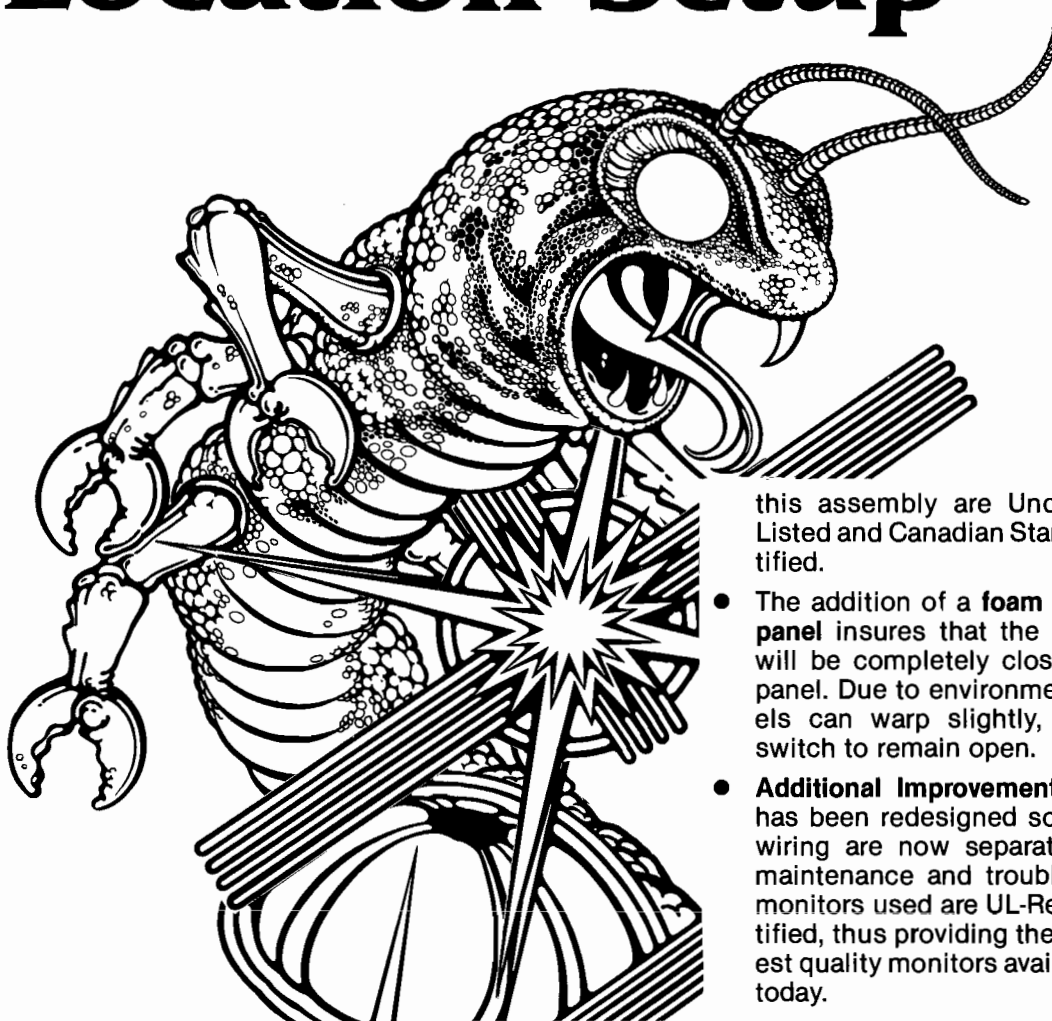 Location Setup
this assembly are Und
Listed and Canadian Star
tified.
● The addition of a foam
panel insures that the
will be completely clos
panel. Due to environme
els can warp slightly,
switch to remain open.
● Additional Improvement
has been redesigned so
wiring are now separat
maintenance and troubl
monitors used are UL-Re
tified, thus providing the
est quality monitors avai
today.